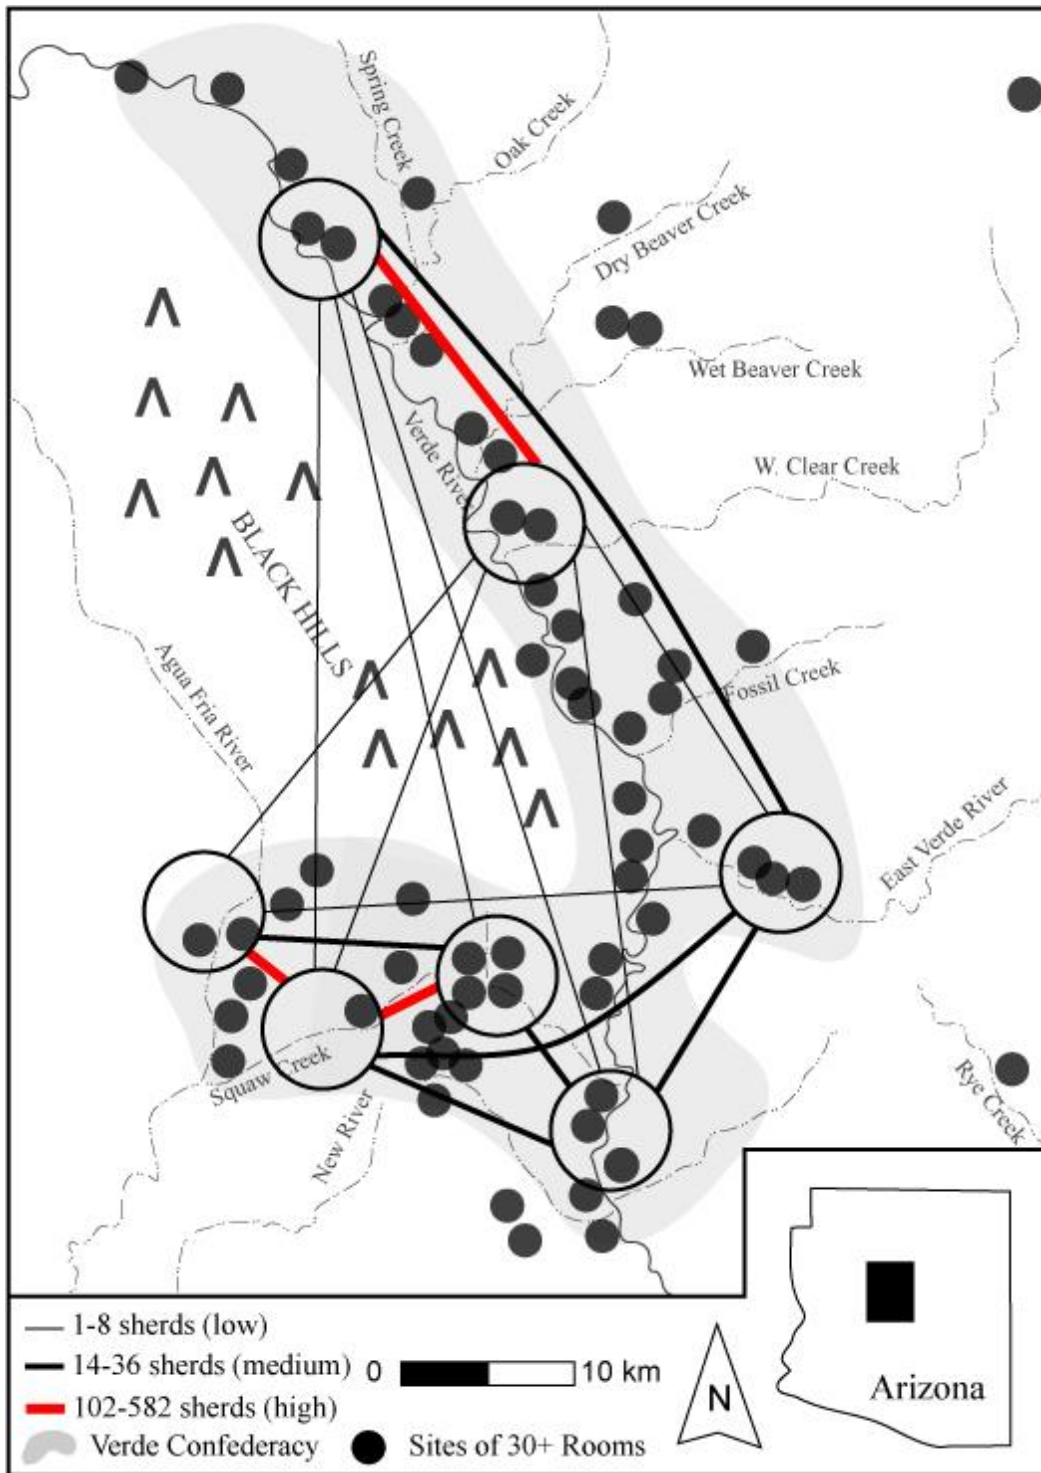 Spring Creek
Oak Creek
Dry Beaver Creek
Wet Beaver Creek
Verde River
W. Clear Creek
BLACK HILLS
Agua Fria River
Fossil Creek
East Verde River
Squaw Creek
New River
Rye Creek
1-8 sherds (low)
14-36 sherds (medium)
0 10 km
102-582 sherds (high)
Verde Confederacy
Sites of 30+ Rooms
N
Arizona